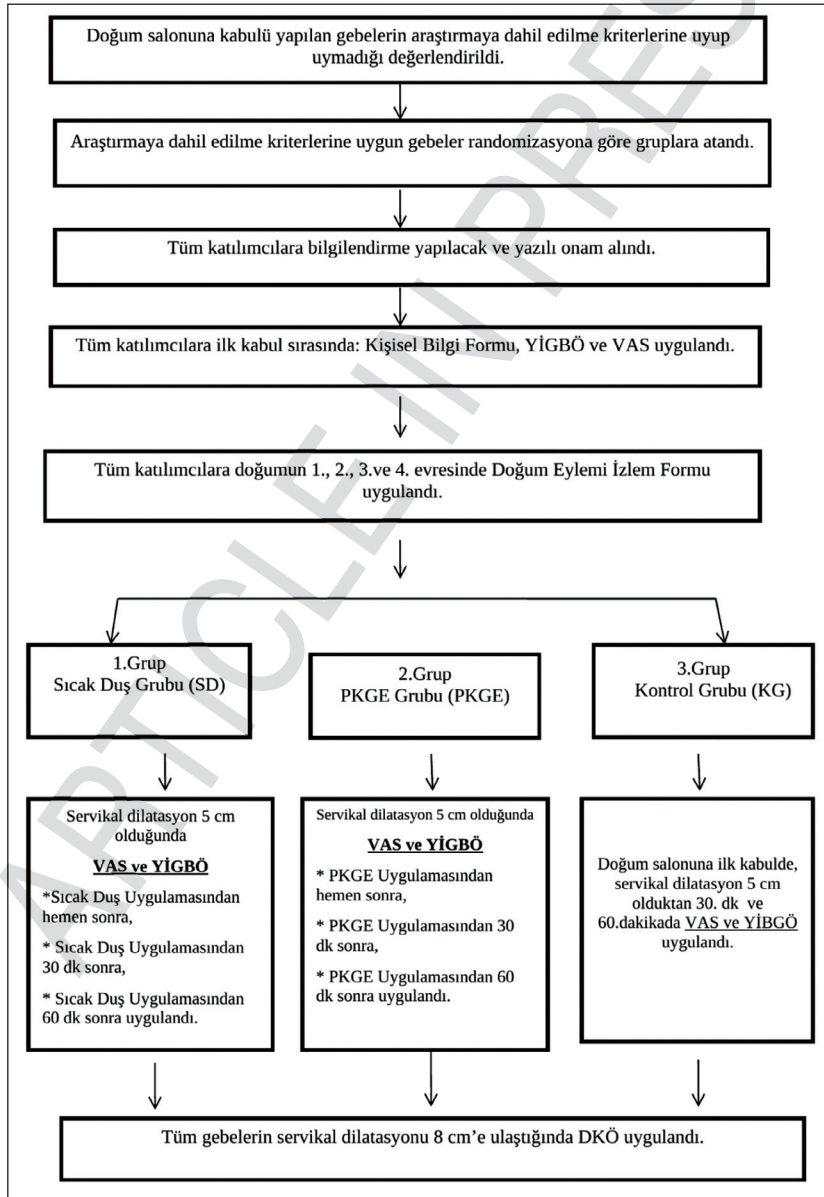 Doğum salonuna kabulü yapılan gebelerin araştırmaya dahil edilme kriterlerine uyup
uymadığı değerlendirildi.
Araştırmaya dahil edilme kriterlerine uygun gebeler randomizasyona göre gruplara atandı.
Tüm katılımcılara bilgilendirme yapılacak ve yazılı onam alındı.
Tüm katılımcılara ilk kabul sırasında: Kişisel Bilgi Formu, YİGBÖ ve VAS uygulandı.
Tüm katılımcılara doğumun 1., 2., 3.ve 4. evresinde Doğum Eylemi İzlem Formu
uygulandı.
1.Grup
Sıcak Duş Grubu (SD)
2.Grup
PKGE Grubu (PKGE)
3.Grup
Kontrol Grubu (KG)
Servikal dilatasyon 5 cm
olduğunda
VAS ve YİGBÖ
*Sıcak Duş Uygulamasından
hemen sonra,
* Sıcak Duş Uygulamasından
30 dk sonra,
* Sıcak Duş Uygulamasından
60 dk sonra uygulandı.
Servikal dilatasyon 5 cm olduğunda
VAS ve YİGBÖ
* PKGE Uygulamasından
hemen sonra,
* PKGE Uygulamasından 30
dk sonra,
* PKGE Uygulamasından 60
dk sonra uygulandı.
Doğum salonuna ilk kabulde,
servikal dilatasyon 5 cm
olduktan 30. dk ve
60.dakikada VAS ve YİBGÖ
uygulandı.
Tüm gebelerin servikal dilatasyonu 8 cm’e ulaştığında DKÖ uygulandı.
ARTICLE IN PRES